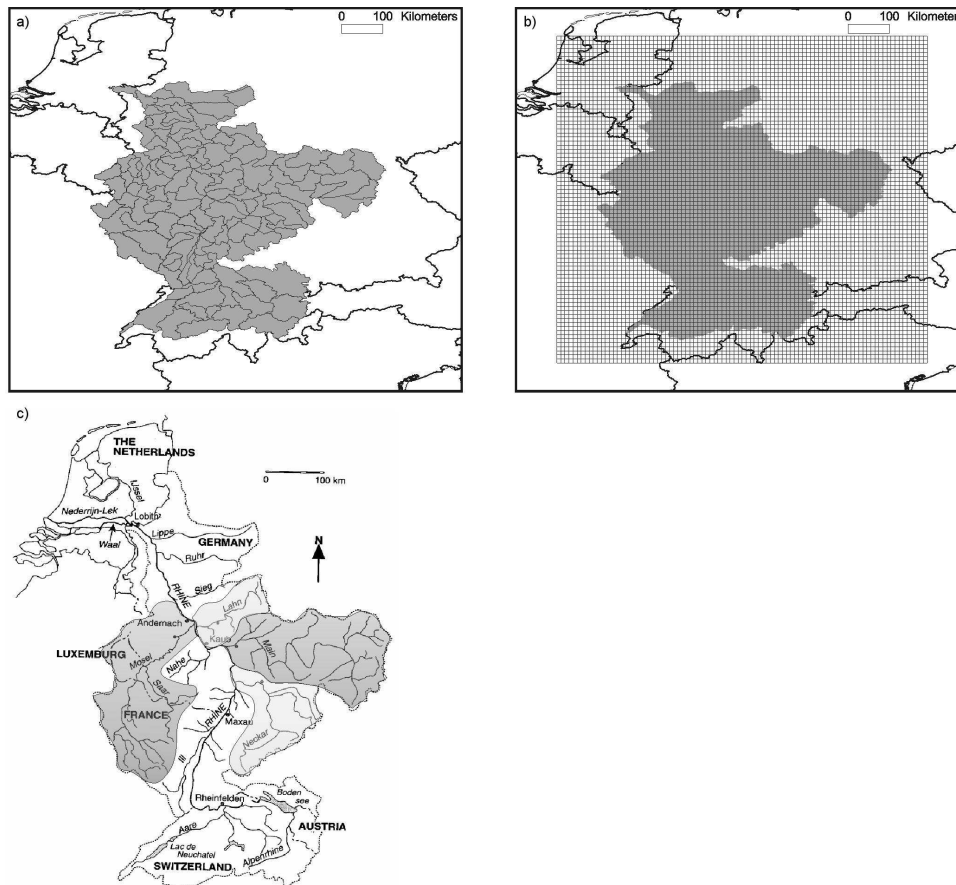 a)
0 100 Kilometers
b)
0 100 Kilometers
c)
THE
NETHERLANDS
0 100 km
IJssel
Nederrijn-Lek
Lobith
Waal
Lippe
GERMANY
N
Ruhr
RHINE
Sieg
Lahn
Andernach
Kaub
Main
LUXEMBURG
Mosel
Nahe
Saar
FRANCE
RHINE
Maxau
Neckar
Ill
Rheinfelden
Boden
see
Aare
AUSTRIA
Lac de
Neuchatel
Alpenrhine
SWITZERLAND